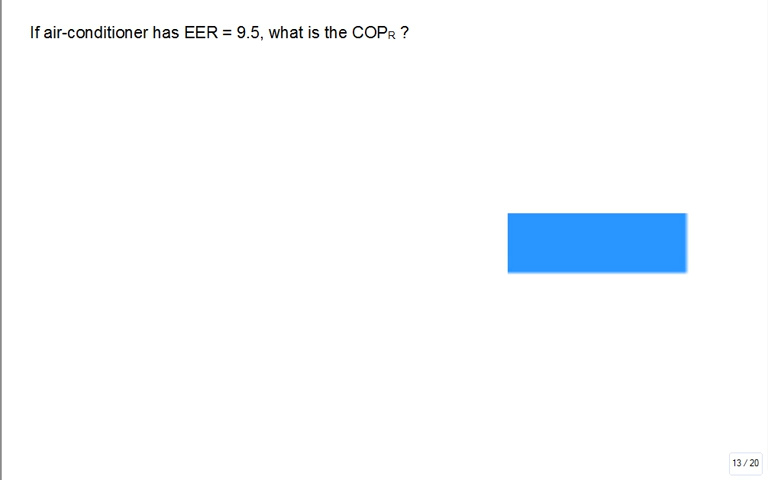 If air-conditioner has EER = 9.5, what is the COPR ?
13 / 20